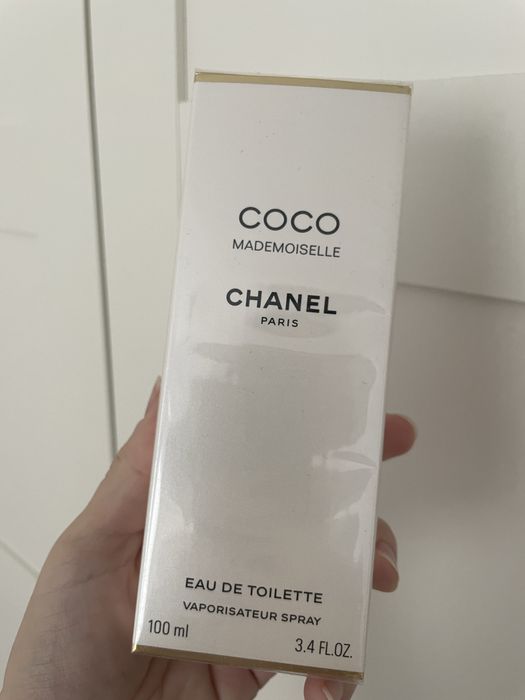 COCO
MADEMOISELLE
CHANEL
PARIS
EAU DE TOILETTE
VAPORISATEUR SPRAY
100 ml
3.4 FL.OZ.